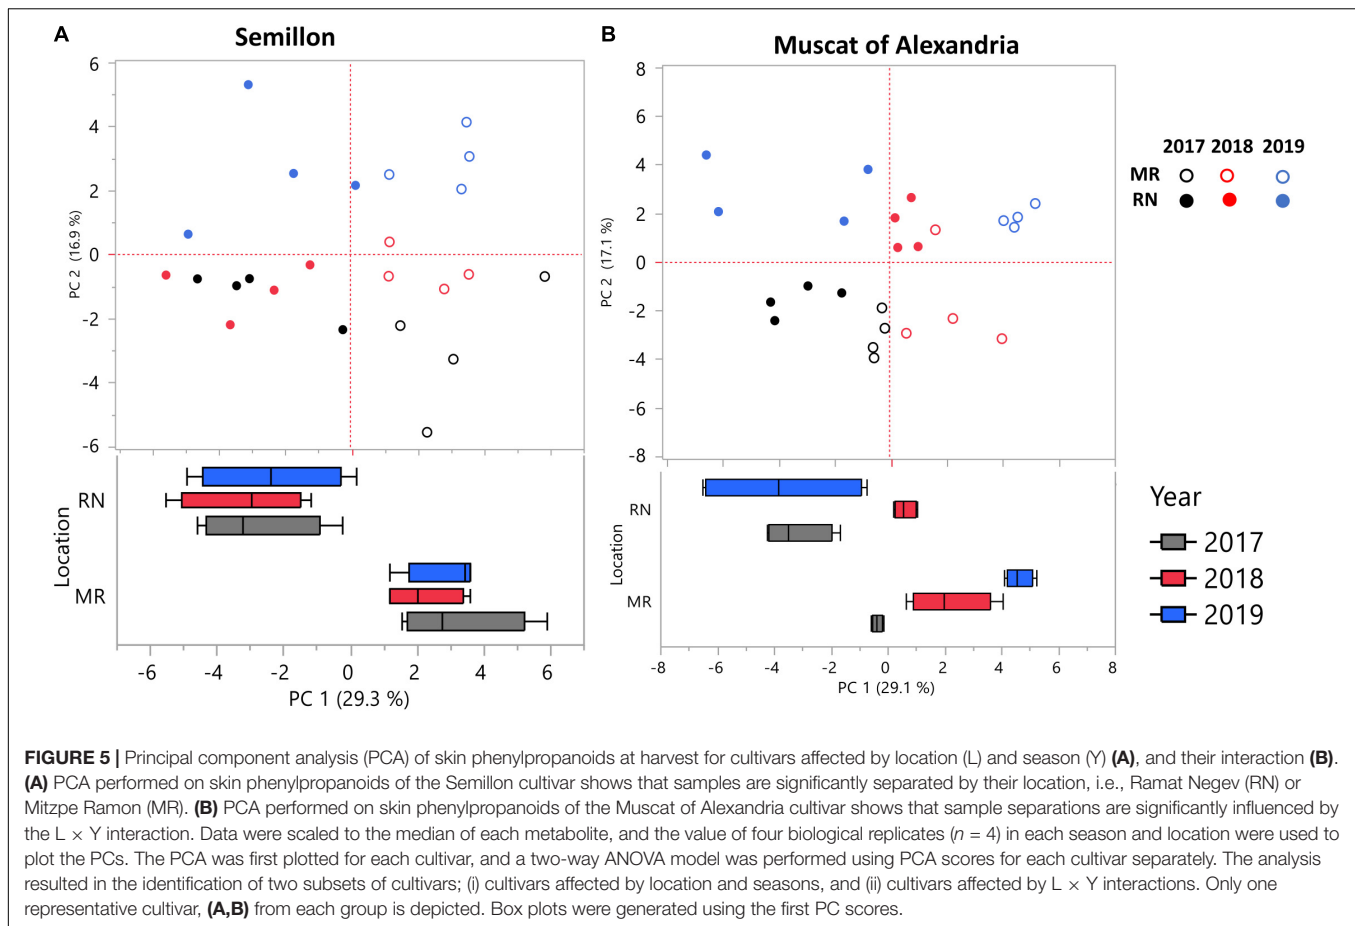 A
Semillon
6
4
2
0
-2
-4
-6
PC 2 (16.9 %)
RN
MR
Location
-6 -4 -2 0 2 4 6
PC 1 (29.3 %)
B
Muscat of Alexandria
8
6
4
2
0
-2
-4
-6
-8
PC 2 (17.1 %)
RN
MR
Location
-8 -6 -4 -2 0 2 4 6 8
PC 1 (29.1 %)
2017 2018 2019
MR
RN
Year
2017
2018
2019
FIGURE 5 | Principal component analysis (PCA) of skin phenylpropanoids at harvest for cultivars affected by location (L) and season (Y) (A), and their interaction (B).
(A) PCA performed on skin phenylpropanoids of the Semillon cultivar shows that samples are significantly separated by their location, i.e., Ramat Negev (RN) or
Mitzpe Ramon (MR). (B) PCA performed on skin phenylpropanoids of the Muscat of Alexandria cultivar shows that sample separations are significantly influenced by
the L × Y interaction. Data were scaled to the median of each metabolite, and the value of four biological replicates (n = 4) in each season and location were used to
plot the PCs. The PCA was first plotted for each cultivar, and a two-way ANOVA model was performed using PCA scores for each cultivar separately. The analysis
resulted in the identification of two subsets of cultivars; (i) cultivars affected by location and seasons, and (ii) cultivars affected by L × Y interactions. Only one
representative cultivar, (A,B) from each group is depicted. Box plots were generated using the first PC scores.